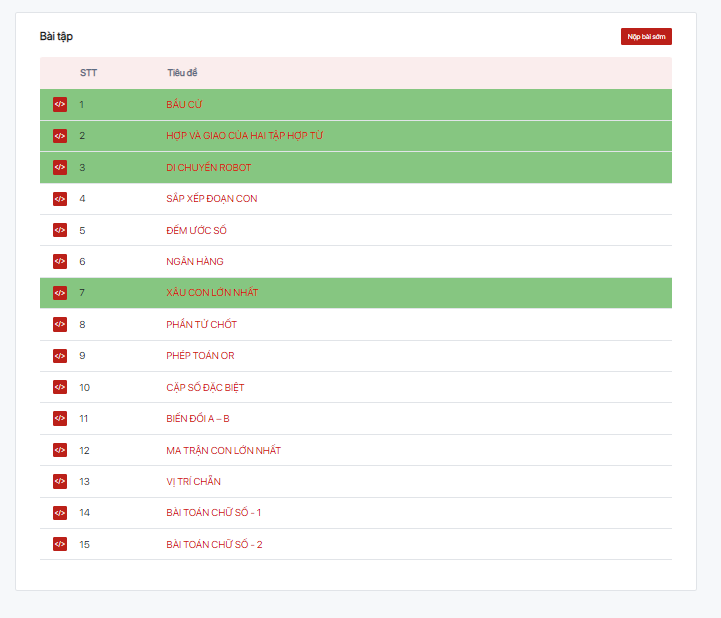 Bài tập
Nộp bài sớm
STT Tiêu đề
</> 1 BẦU CỬ
</> 2 HỢP VÀ GIAO CỦA HAI TẬP HỢP TỪ
</> 3 DI CHUYỂN ROBOT
</> 4 SẮP XẾP ĐOẠN CON
</> 5 ĐẾM ƯỚC SỐ
</> 6 NGÂN HÀNG
</> 7 XÂU CON LỚN NHẤT
</> 8 PHẦN TỬ CHỐT
</> 9 PHÉP TOÁN OR
</> 10 CẶP SỐ ĐẶC BIỆT
</> 11 BIẾN ĐỔI A – B
</> 12 MA TRẬN CON LỚN NHẤT
</> 13 VỊ TRÍ CHẴN
</> 14 BÀI TOÁN CHỮ SỐ - 1
</> 15 BÀI TOÁN CHỮ SỐ - 2